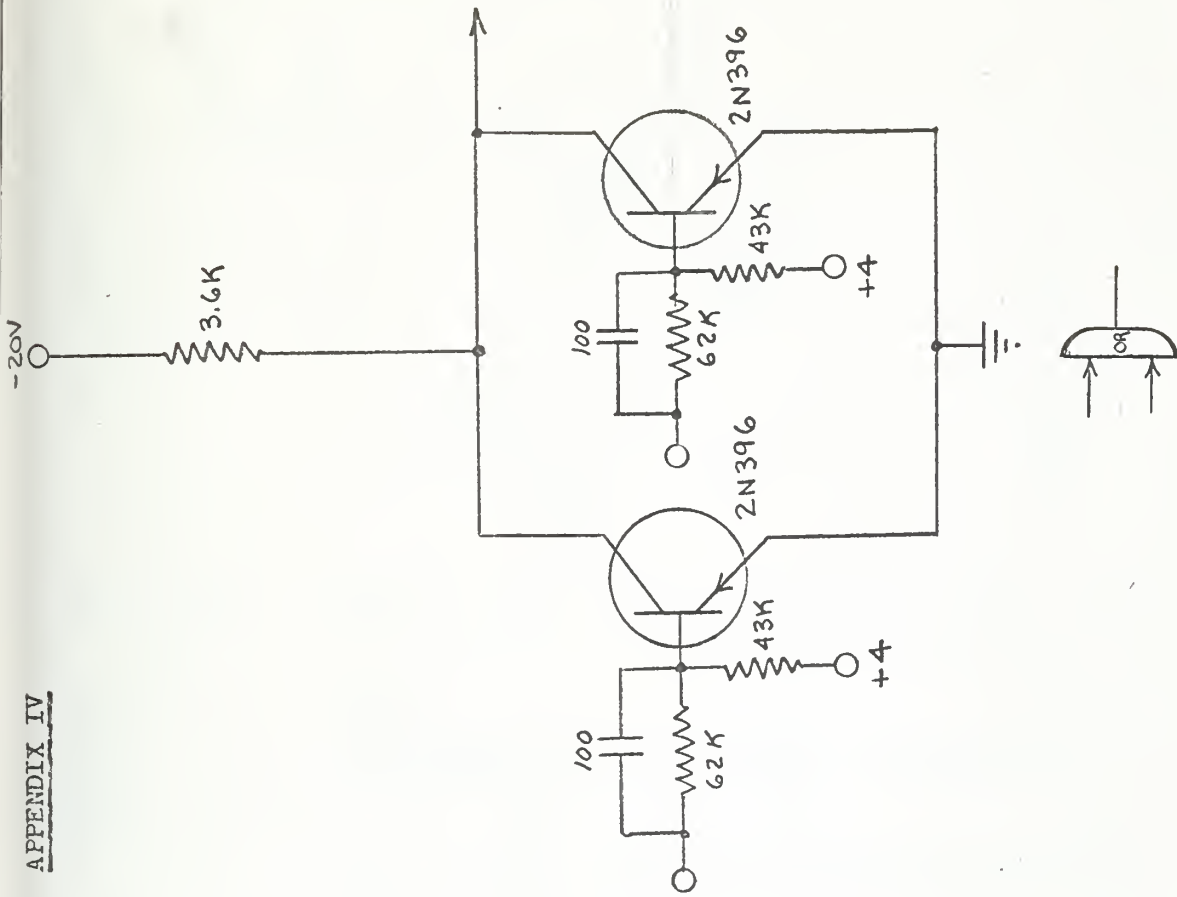 APPENDIX IV
-20V
3.6K
100
62K
43K
+4
2N396
100
62K
43K
+4
2N396
OR